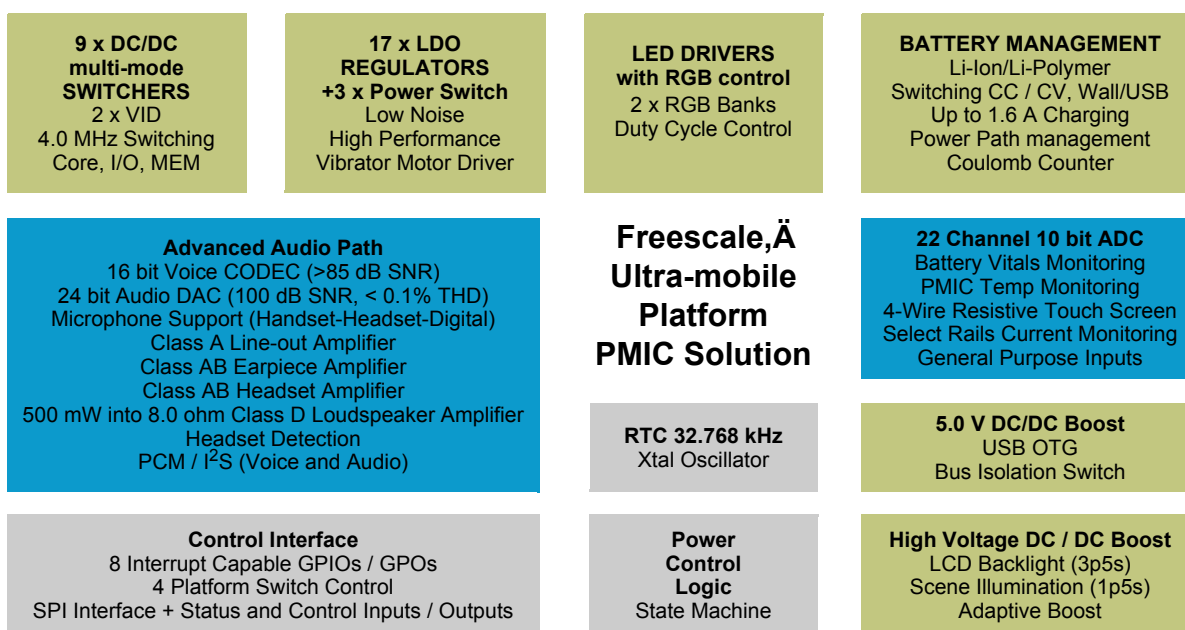 9 x DC/DC
multi-mode
SWITCHERS
2 x VID
4.0 MHz Switching
Core, I/O, MEM
17 x LDO
REGULATORS
+3 x Power Switch
Low Noise
High Performance
Vibrator Motor Driver
LED DRIVERS
with RGB control
2 x RGB Banks
Duty Cycle Control
BATTERY MANAGEMENT
Li-Ion/Li-Polymer
Switching CC / CV, Wall/USB
Up to 1.6 A Charging
Power Path management
Coulomb Counter
Advanced Audio Path
16 bit Voice CODEC (>85 dB SNR)
24 bit Audio DAC (100 dB SNR, < 0.1% THD)
Microphone Support (Handset-Headset-Digital)
Class A Line-out Amplifier
Class AB Earpiece Amplifier
Class AB Headset Amplifier
500 mW into 8.0 ohm Class D Loudspeaker Amplifier
Headset Detection
PCM / I²S (Voice and Audio)
Freescale‚Ä
Ultra-mobile
Platform
PMIC Solution
22 Channel 10 bit ADC
Battery Vitals Monitoring
PMIC Temp Monitoring
4-Wire Resistive Touch Screen
Select Rails Current Monitoring
General Purpose Inputs
RTC 32.768 kHz
Xtal Oscillator
5.0 V DC/DC Boost
USB OTG
Bus Isolation Switch
Control Interface
8 Interrupt Capable GPIOs / GPOs
4 Platform Switch Control
SPI Interface + Status and Control Inputs / Outputs
Power
Control
Logic
State Machine
High Voltage DC / DC Boost
LCD Backlight (3p5s)
Scene Illumination (1p5s)
Adaptive Boost